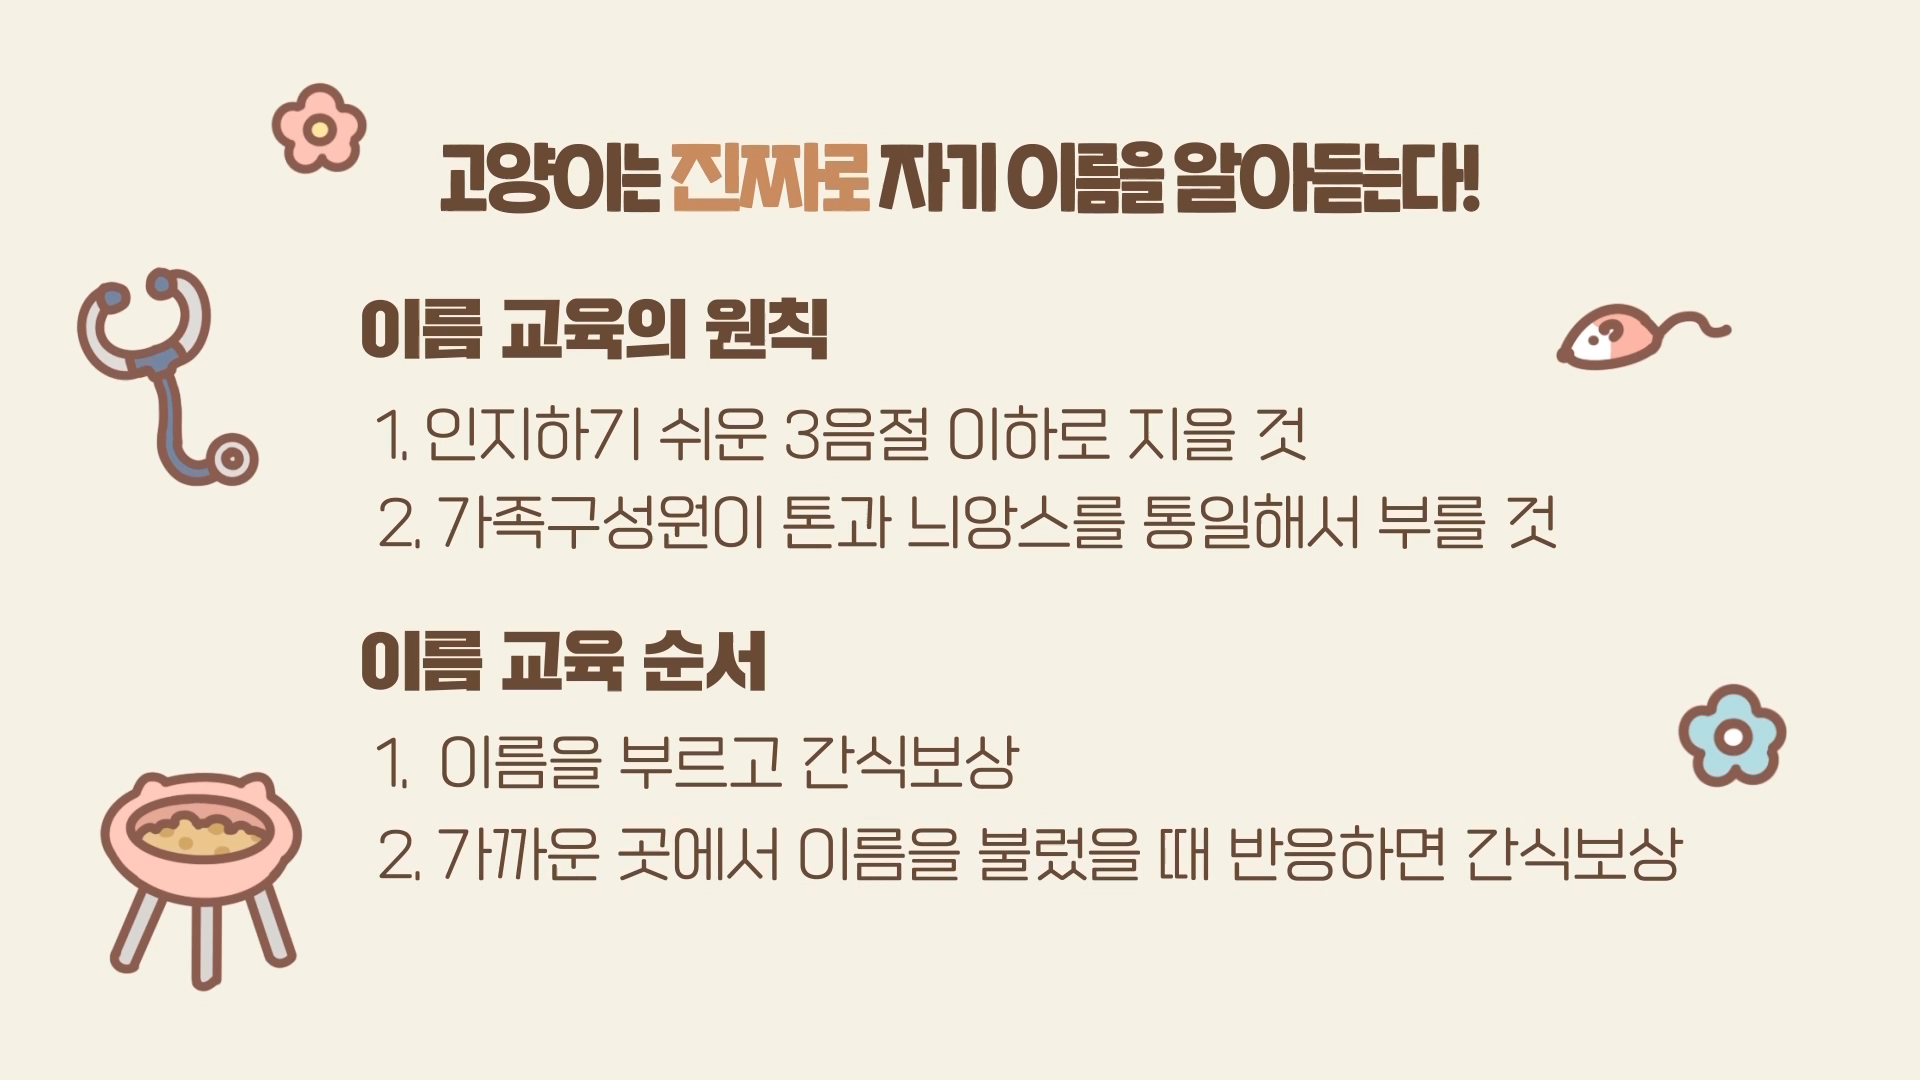 고양이는 진짜로 자기 이름을 알아듣는다!
이름 교육의 원칙
1. 인지하기 쉬운 3음절 이하로 지을 것
2. 가족구성원이 톤과 늬앙스를 통일해서 부를 것
이름 교육 순서
1. 이름을 부르고 간식보상
2. 가까운 곳에서 이름을 불렀을 때 반응하면 간식보상